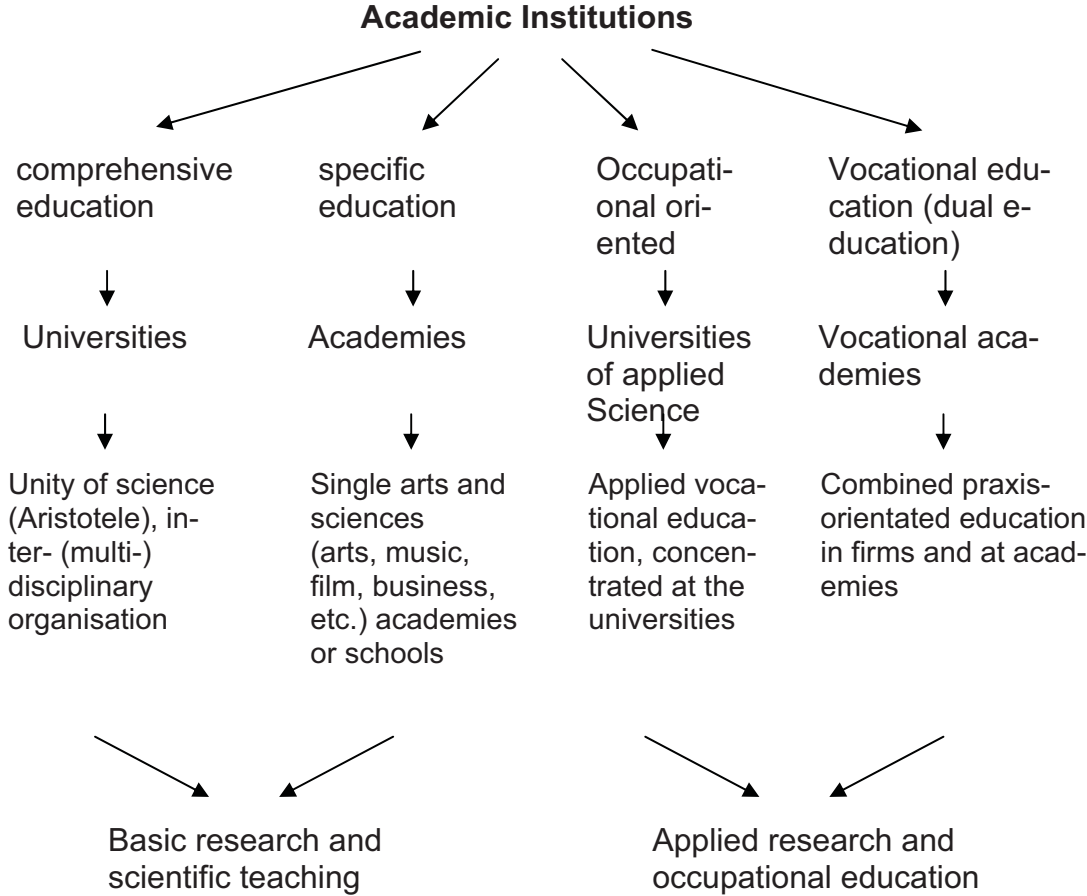 Academic Institutions
comprehensive
education
specific
education
Occupati-
onal ori-
ented
Vocational edu-
cation (dual e-
ducation)
Universities
Academies
Universities
of applied
Science
Vocational aca-
demies
Unity of science
(Aristotele), in-
ter- (multi-)
disciplinary
organisation
Single arts and
sciences
(arts, music,
film, business,
etc.) academies
or schools
Applied voca-
tional educa-
tion, concen-
trated at the
universities
Combined praxis-
orientated education
in firms and at acad-
emies
Basic research and
scientific teaching
Applied research and
occupational education